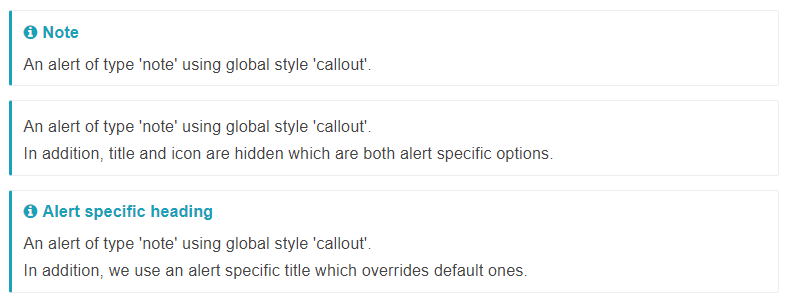 Note
An alert of type 'note' using global style 'callout'.
An alert of type 'note' using global style 'callout'.
In addition, title and icon are hidden which are both alert specific options.
Alert specific heading
An alert of type 'note' using global style 'callout'.
In addition, we use an alert specific title which overrides default ones.